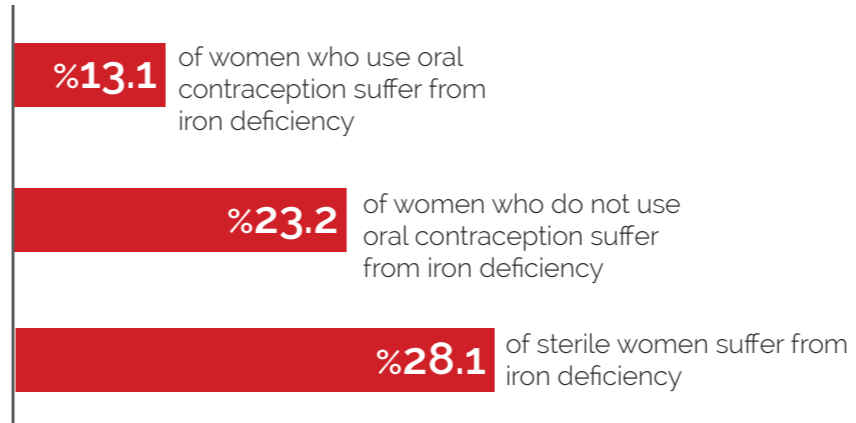 %13.1
of women who use oral
contraception suffer from
iron deficiency
%23.2
of women who do not use
oral contraception suffer
from iron deficiency
%28.1
of sterile women suffer from
iron deficiency